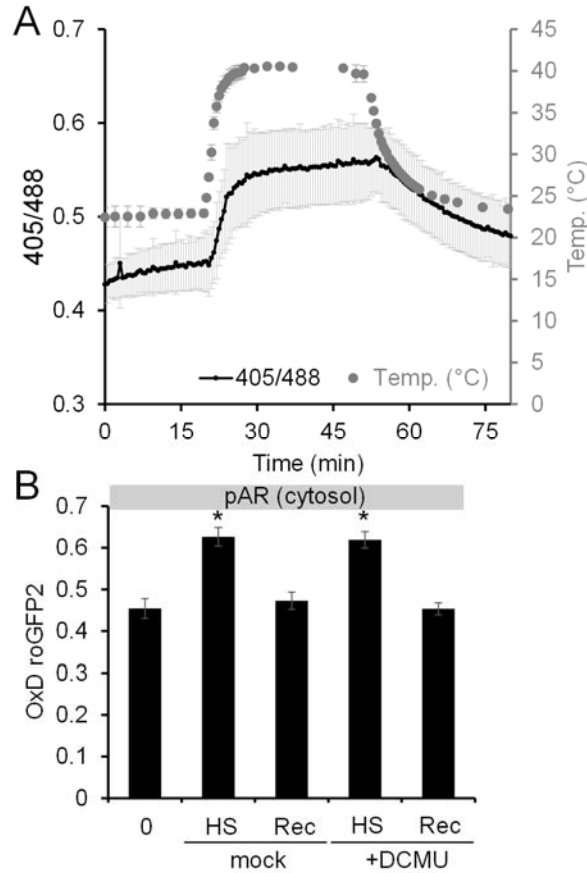 A
0.7
0.6
0.5
0.4
0.3
405/488
45
40
35
30
25
20
15
10
5
0
Temp. (°C)
405/488
Temp. (°C)
0
15
30
45
60
75
Time (min)
B
pAR (cytosol)
0.7
0.6
0.5
0.4
0.3
0.2
0.1
0
OxD roGFP2
*
*
0
HS
Rec
HS
Rec
mock
+DCMU